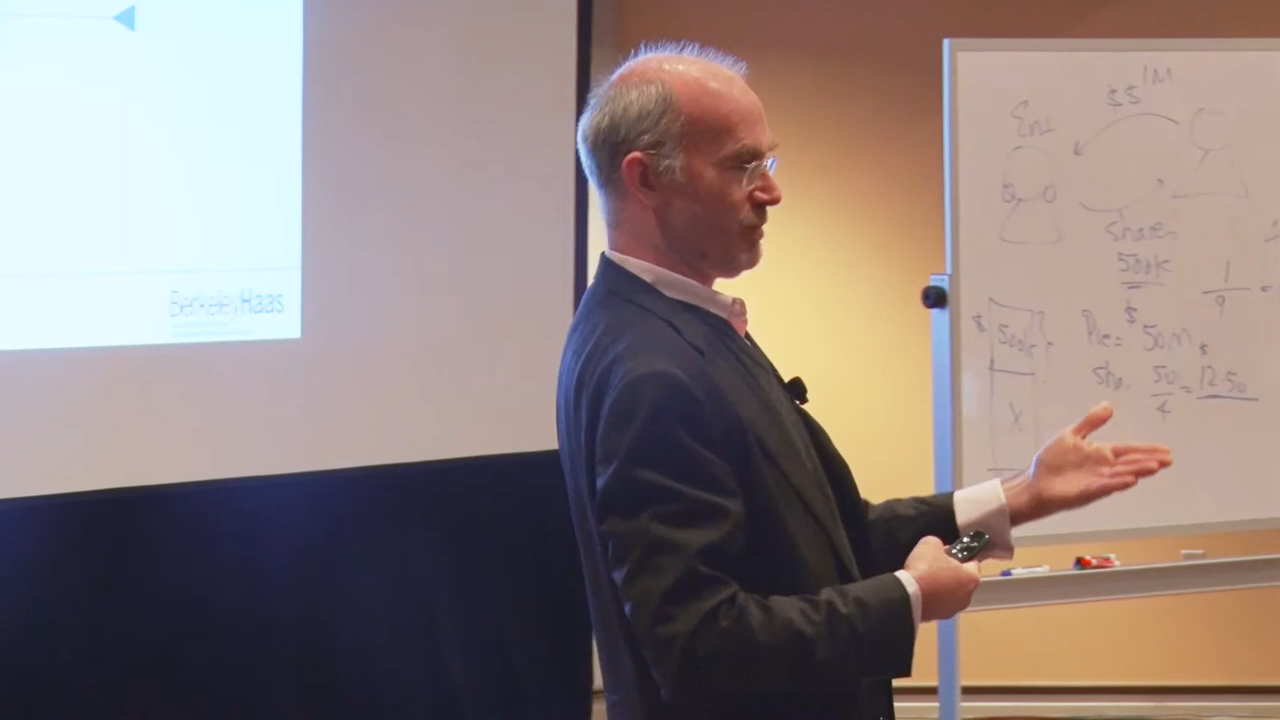 BerkeleyHaas
$5 1M
Ent
Shares
500k
1
9
=
$
500k
$
Pre= 50m
$
sh. 50 = 12.50
4